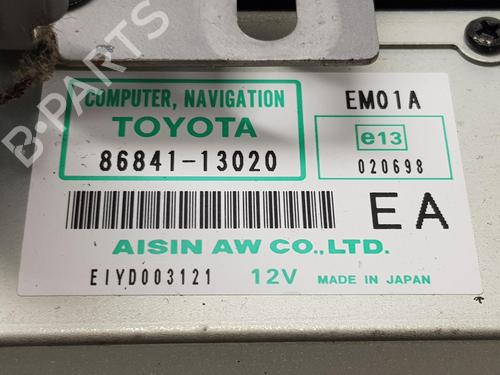 B-PARTS
COMPUTER, NAVIGATION
TOYOTA
86841-13020
EM01A
e13
020698
EA
AISIN AW CO., LTD.
EIYD003121
12V
MADE IN JAPAN